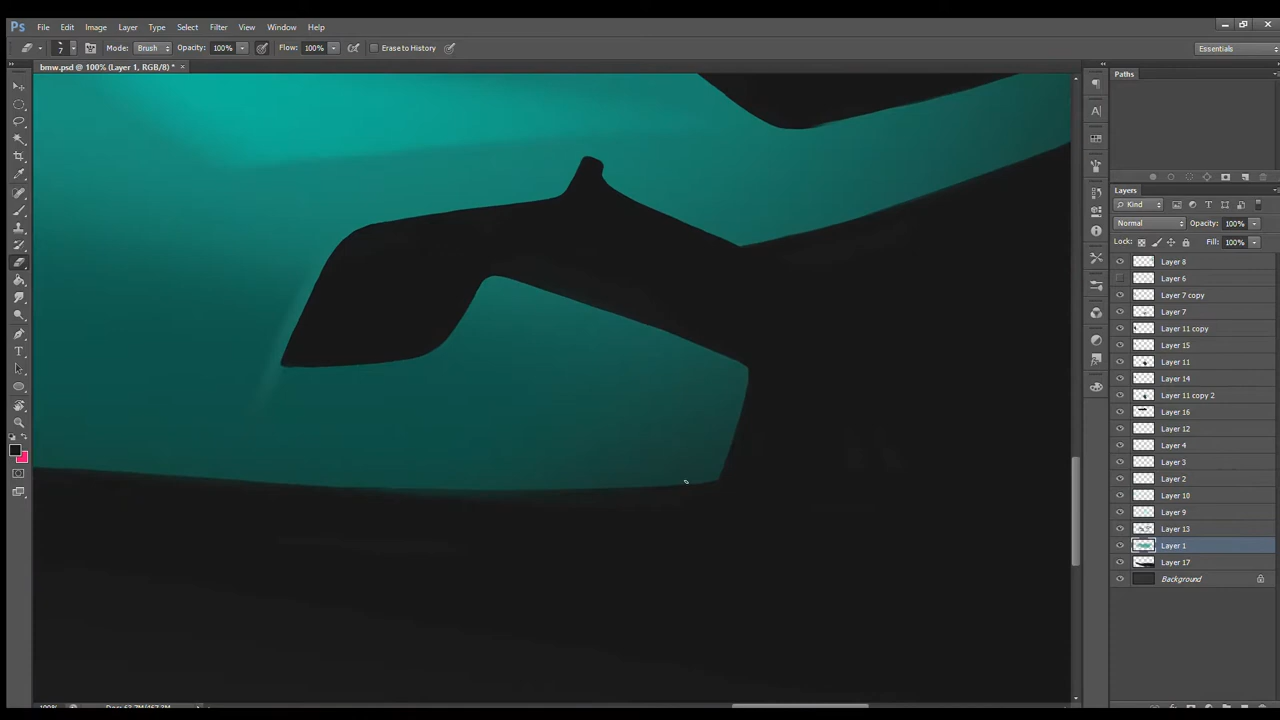 Ps File Edit Image Layer Type Select Filter View Window Help
7 Mode: Brush Opacity: 100% Flow: 100% Erase to History Essentials
bmw.psd @ 100% (Layer 1, RGB/8) * ×
Paths
Layers
Kind
Normal Opacity: 100%
Lock: Fill: 100%
Layer 8
Layer 6
Layer 7 copy
Layer 7
Layer 11 copy
Layer 15
Layer 11
Layer 14
Layer 11 copy 2
Layer 16
Layer 12
Layer 4
Layer 3
Layer 2
Layer 10
Layer 9
Layer 13
Layer 1
Layer 17
Background